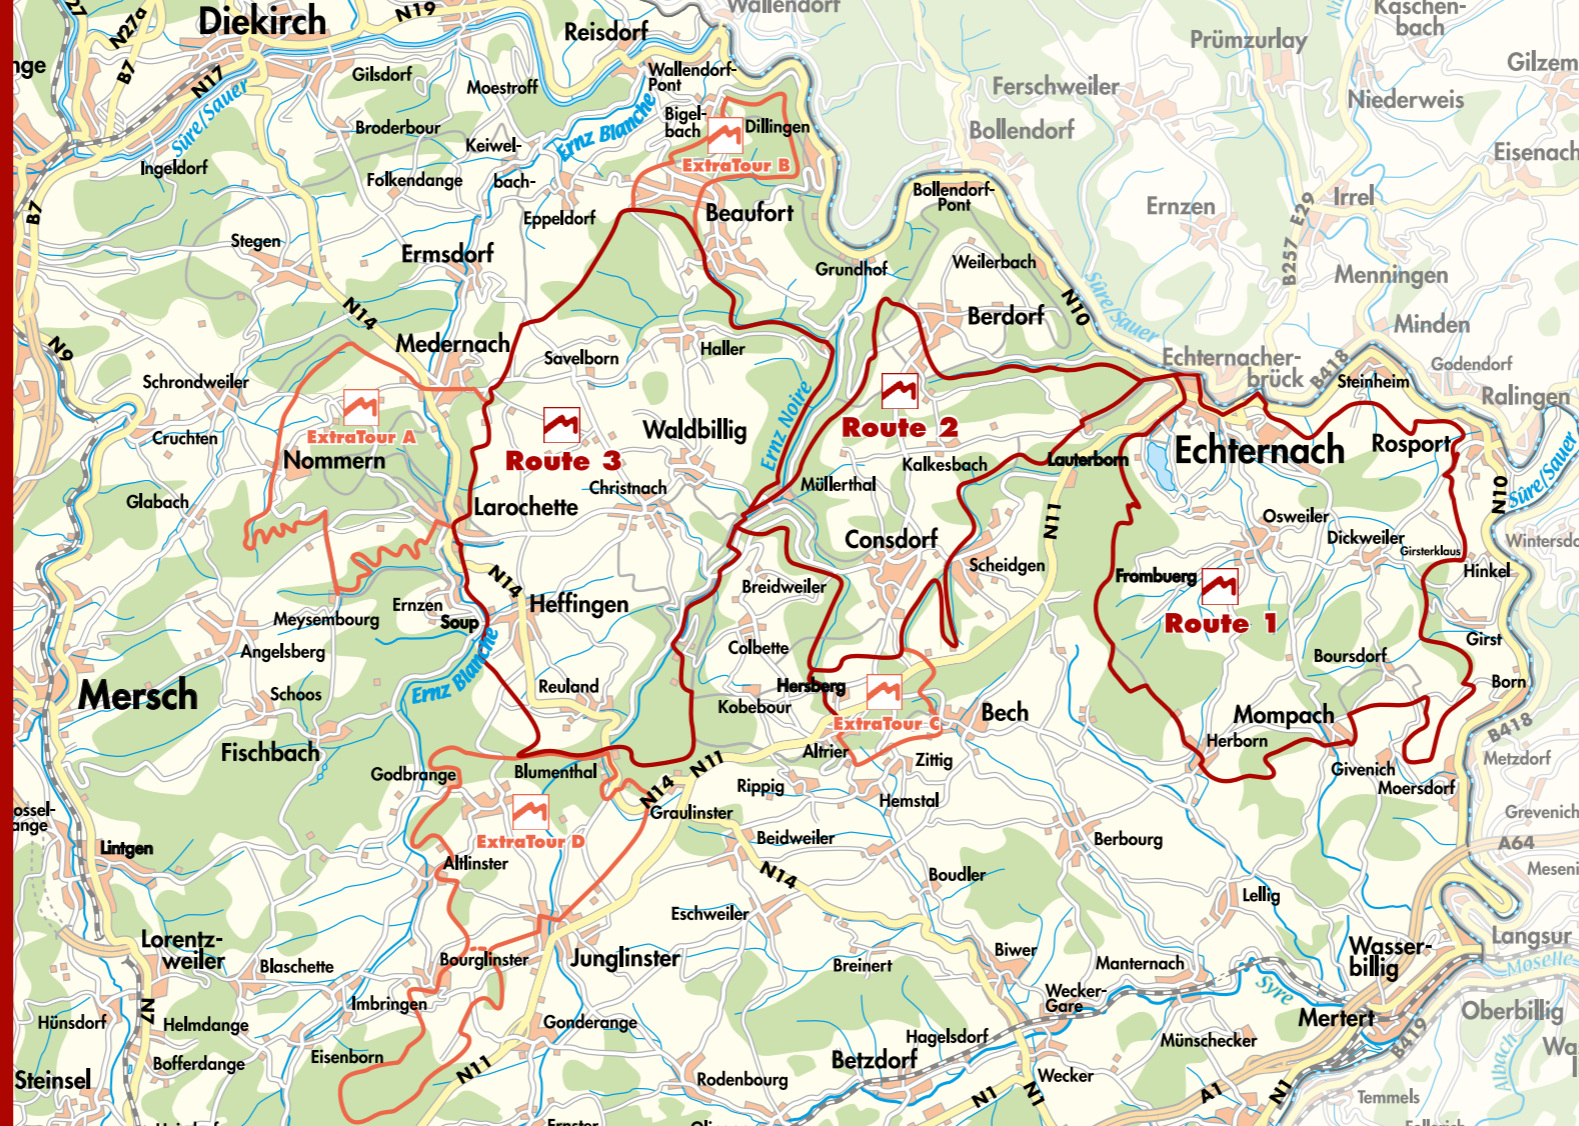 Diekirch
N19
27
N27a
B7
N17
Sûre/Sauer
Gilsdorf
Reisdorf
Wallendorf
Moestroff
Wallendorf-
Pont
Bigel-
bach
Dillingen
ExtraTour B
Broderbour
Keiwel-
bach-
Ernz Blanche
Ingeldorf
Folkendange
Eppeldorf
Beaufort
B7
Stegen
Ermsdorf
Kaschen-
bach
Prümzurlay
Gilzem
Ferschweiler
Niederweis
Bollendorf
Eisenach
Bollendorf-
Pont
Ernzen
Irrel
E29
B257
Grundhof
Weilerbach
Menningen
Sûre/Sauer
N10
Berdorf
Minden
N14
N9
Medernach
Savelborn
Haller
Echternacher-
brück
B418
Godendorf
Steinheim
Ralingen
Schrondweiler
ExtraTour A
Cruchten
Nommern
Route 3
Waldbillig
Ernz Noire
Route 2
Kalkesbach
Lauterborn
Echternach
Rosport
Glabach
Larochette
Christnach
Müllerthal
N10
Sûre/Sauer
Consdorf
N11
Osweiler
Dickweiler
Girsterklaus
Wintersdo
Scheidgen
Hinkel
N14
Breidweiler
Frombuerg
Route 1
Ernzen
Heffingen
Meysembourg
Soup
Girst
Angelsberg
Colbette
Boursdorf
Mersch
Schoos
Ernz Blanche
Reuland
Hersberg
Kobebour
Born
ExtraTour C
Bech
Mompach
B418
Fischbach
Altrier
Zittig
Herborn
Metzdorf
Godbrange
Blumenthal
N11
Rippig
Givenich
Moersdorf
N14
Hemstal
Graulinster
Grevenich
ossel-
ange
ExtraTour D
Beidweiler
Berbourg
A64
Lintgen
Altlinster
N14
Boudler
Meseni
Lellig
Eschweiler
Lorentz-
weiler
Blaschette
Bourglinster
Junglinster
Breinert
Biwer
Manternach
Wasser-
billig
Langsur
Moselle
Syre
Wecker-
Gare
Imbringen
Mertert
Oberbillig
N7
Hünsdorf
Helmdange
Gonderange
Hagelsdorf
Münschecker
B419
Wa
Bofferdange
Eisenborn
Betzdorf
Albach
Steinsel
N11
Rodenbourg
Wecker
N1
N1
A1
N1
Temmels